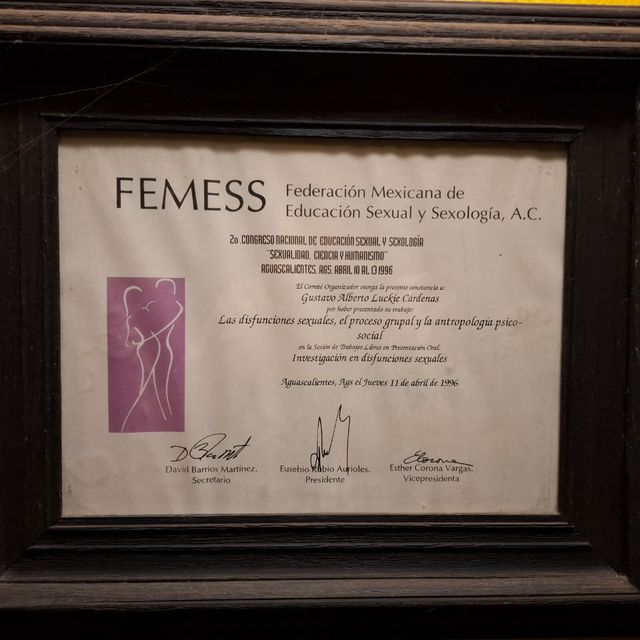 FEMESS
Federación Mexicana de
Educación Sexual y Sexología, A.C.
2o. CONGRESO NACIONAL DE EDUCACIÓN SEXUAL Y SEXOLOGÍA
"SEXUALIDAD, CIENCIA Y HUMANISMO"
AGUASCALIENTES, AGS. ABRIL 10 AL 13 1996
El Comité Organizador otorga la presente constancia a:
Gustavo Alberto Luckie Cárdenas
por haber presentado su trabajo:
Las disfunciones sexuales, el proceso grupal y la antropología psico-
social
en la Sesión de Trabajos Libres en Presentación Oral:
Investigación en disfunciones sexuales
Aguascalientes, Ags el Jueves 11 de abril de 1996
David Barrios Martínez.
Secretario
Eusebio Rubio Aurioles.
Presidente
Esther Corona Vargas.
Vicepresidenta